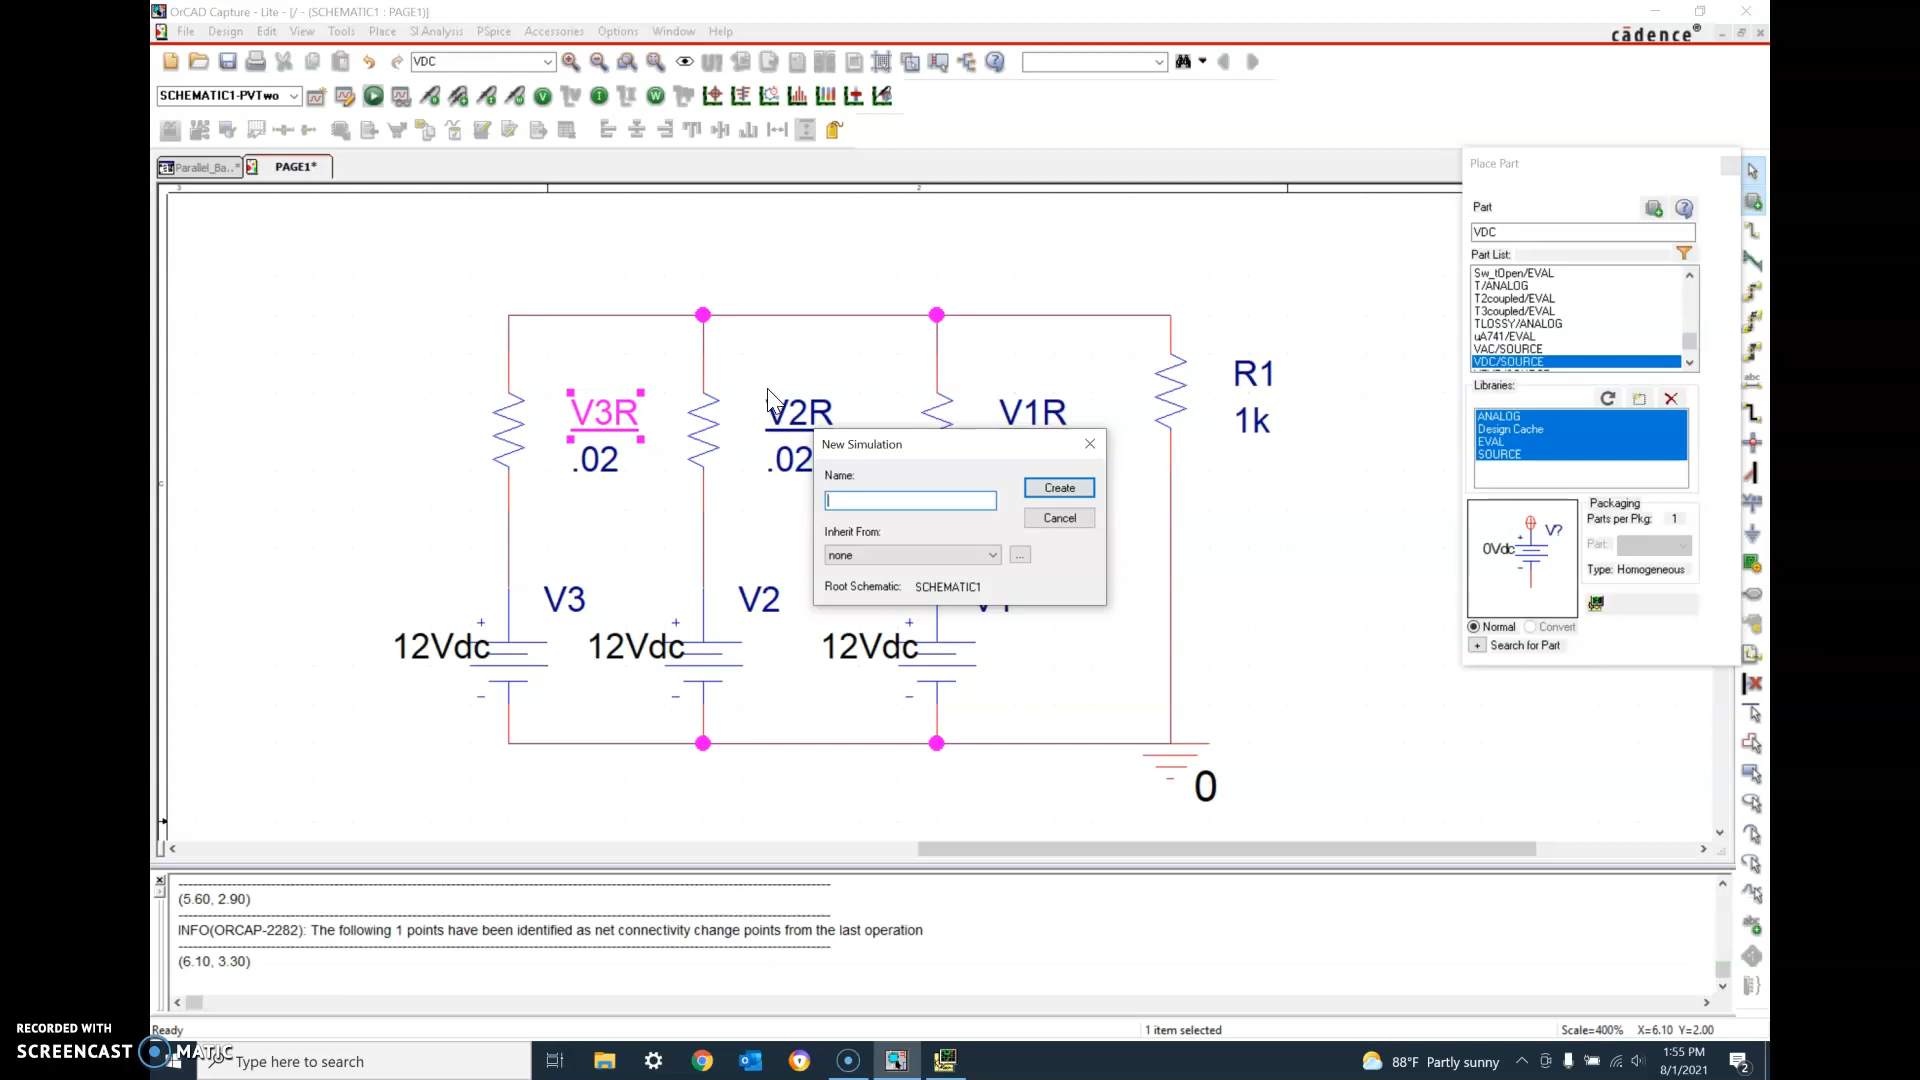 OrCAD Capture - Lite - [/ - (SCHEMATIC1 : PAGE1)]
File Design Edit View Tools Place SI Analysis PSpice Accessories Options Window Help
cādence®
VDC
SCHEMATIC1-PVTwo
Parallel_Ba..* PAGE1*
3 2
Place Part
Part
VDC
Part List:
Sw_tOpen/EVAL
T/ANALOG
T2coupled/EVAL
T3coupled/EVAL
TLOSSY/ANALOG
uA741/EVAL
VAC/SOURCE
VDC/SOURCE
Libraries:
ANALOG
Design Cache
EVAL
SOURCE
Packaging
Parts per Pkg: 1
Part:
Type: Homogeneous
0Vdc V?
Normal Convert
+ Search for Part
V3R
.02
V2R
.02
V1R
R1
1k
New Simulation
Name:
Create
Cancel
Inherit From:
none
...
Root Schematic: SCHEMATIC1
V3
12Vdc
V2
12Vdc
12Vdc
0
(5.60, 2.90)
INFO(ORCAP-2282): The following 1 points have been identified as net connectivity change points from the last operation
(6.10, 3.30)
Ready
1 item selected
Scale=400% X=6.10 Y=2.00
RECORDED WITH
SCREENCAST MATIC
Type here to search
88°F Partly sunny
1:55 PM
8/1/2021
2